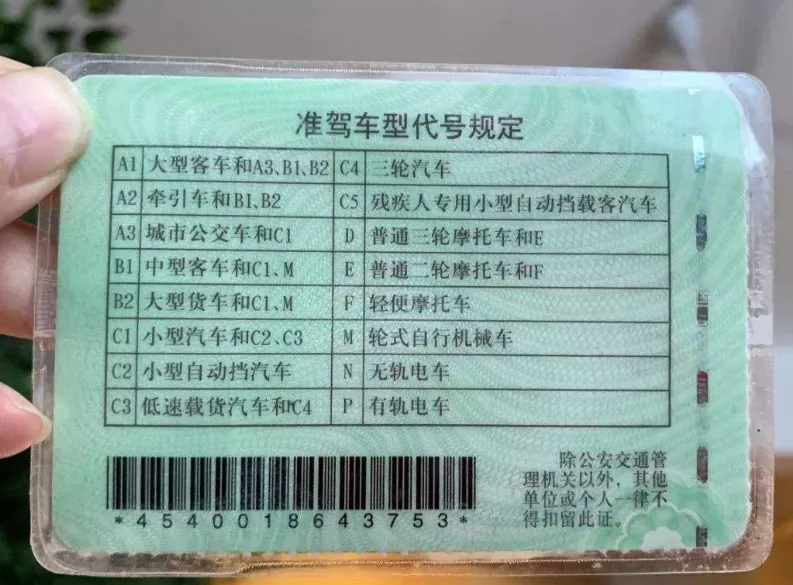 准驾车型代号规定
A1 大型客车和A3、B1、B2 C4 三轮汽车
A2 牵引车和B1、B2 C5 残疾人专用小型自动挡载客汽车
A3 城市公交车和C1 D 普通三轮摩托车和E
B1 中型客车和C1、M E 普通二轮摩托车和F
B2 大型货车和C1、M F 轻便摩托车
C1 小型汽车和C2、C3 M 轮式自行机械车
C2 小型自动挡汽车 N 无轨电车
C3 低速载货汽车和C4 P 有轨电车
除公安交通管
理机关以外，其他
单位或个人一律不
得扣留此证。
*4540018643753*